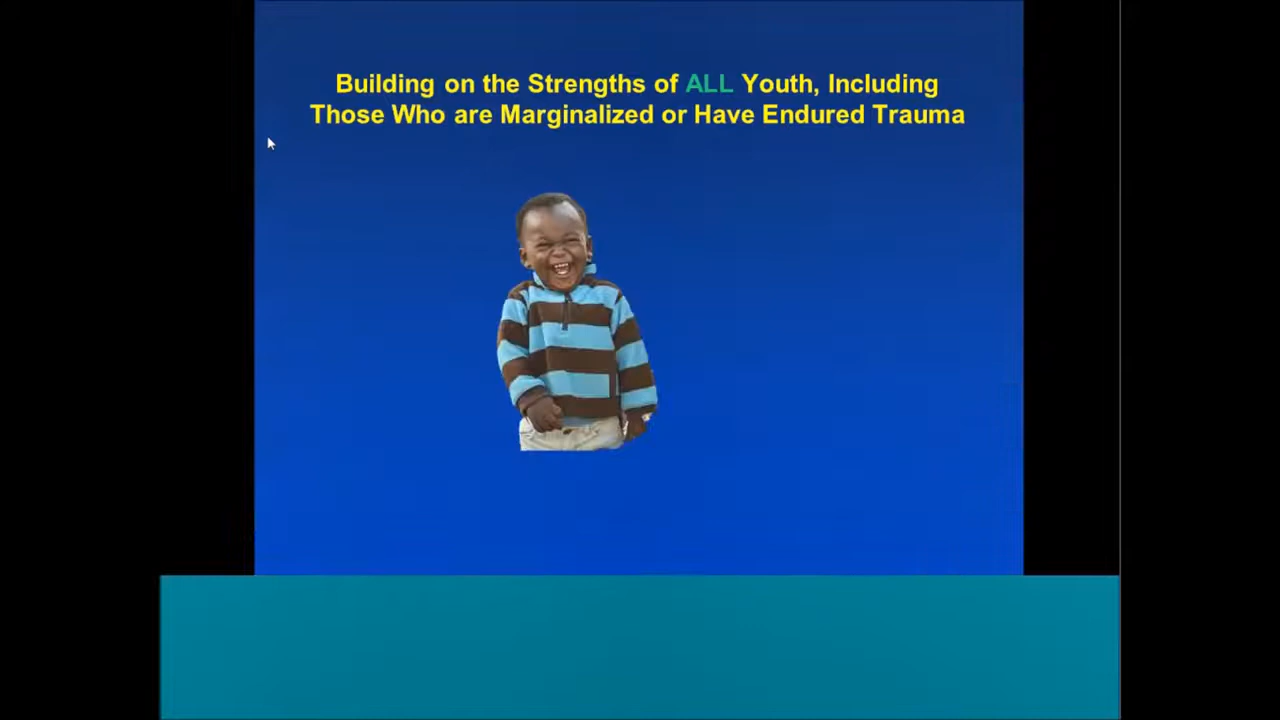 Building on the Strengths of ALL Youth, Including
Those Who are Marginalized or Have Endured Trauma